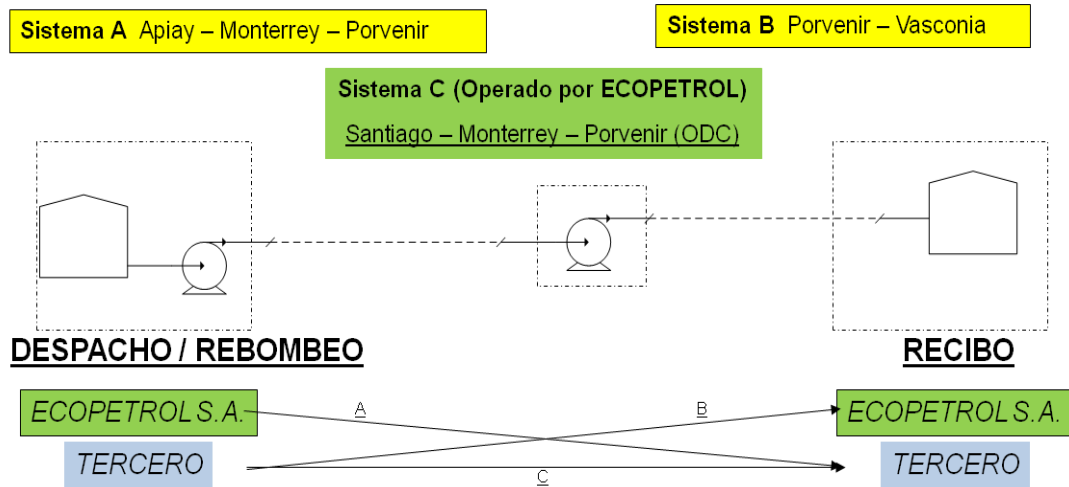 Sistema A Apiay – Monterrey – Porvenir
Sistema B Porvenir – Vasconia
Sistema C (Operado por ECOPETROL)
Santiago – Monterrey – Porvenir (ODC)
DESPACHO / REBOMBEO
RECIBO
ECOPETROL S.A.
A
B
ECOPETROL S.A.
TERCERO
C
TERCERO